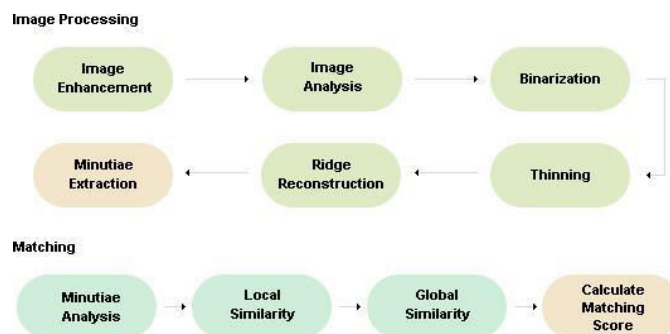 Image Processing
Image
Enhancement
Image
Analysis
Binarization
Minutiae
Extraction
Ridge
Reconstruction
Thinning
Matching
Minutiae
Analysis
Local
Similarity
Global
Similarity
Calculate
Matching
Score